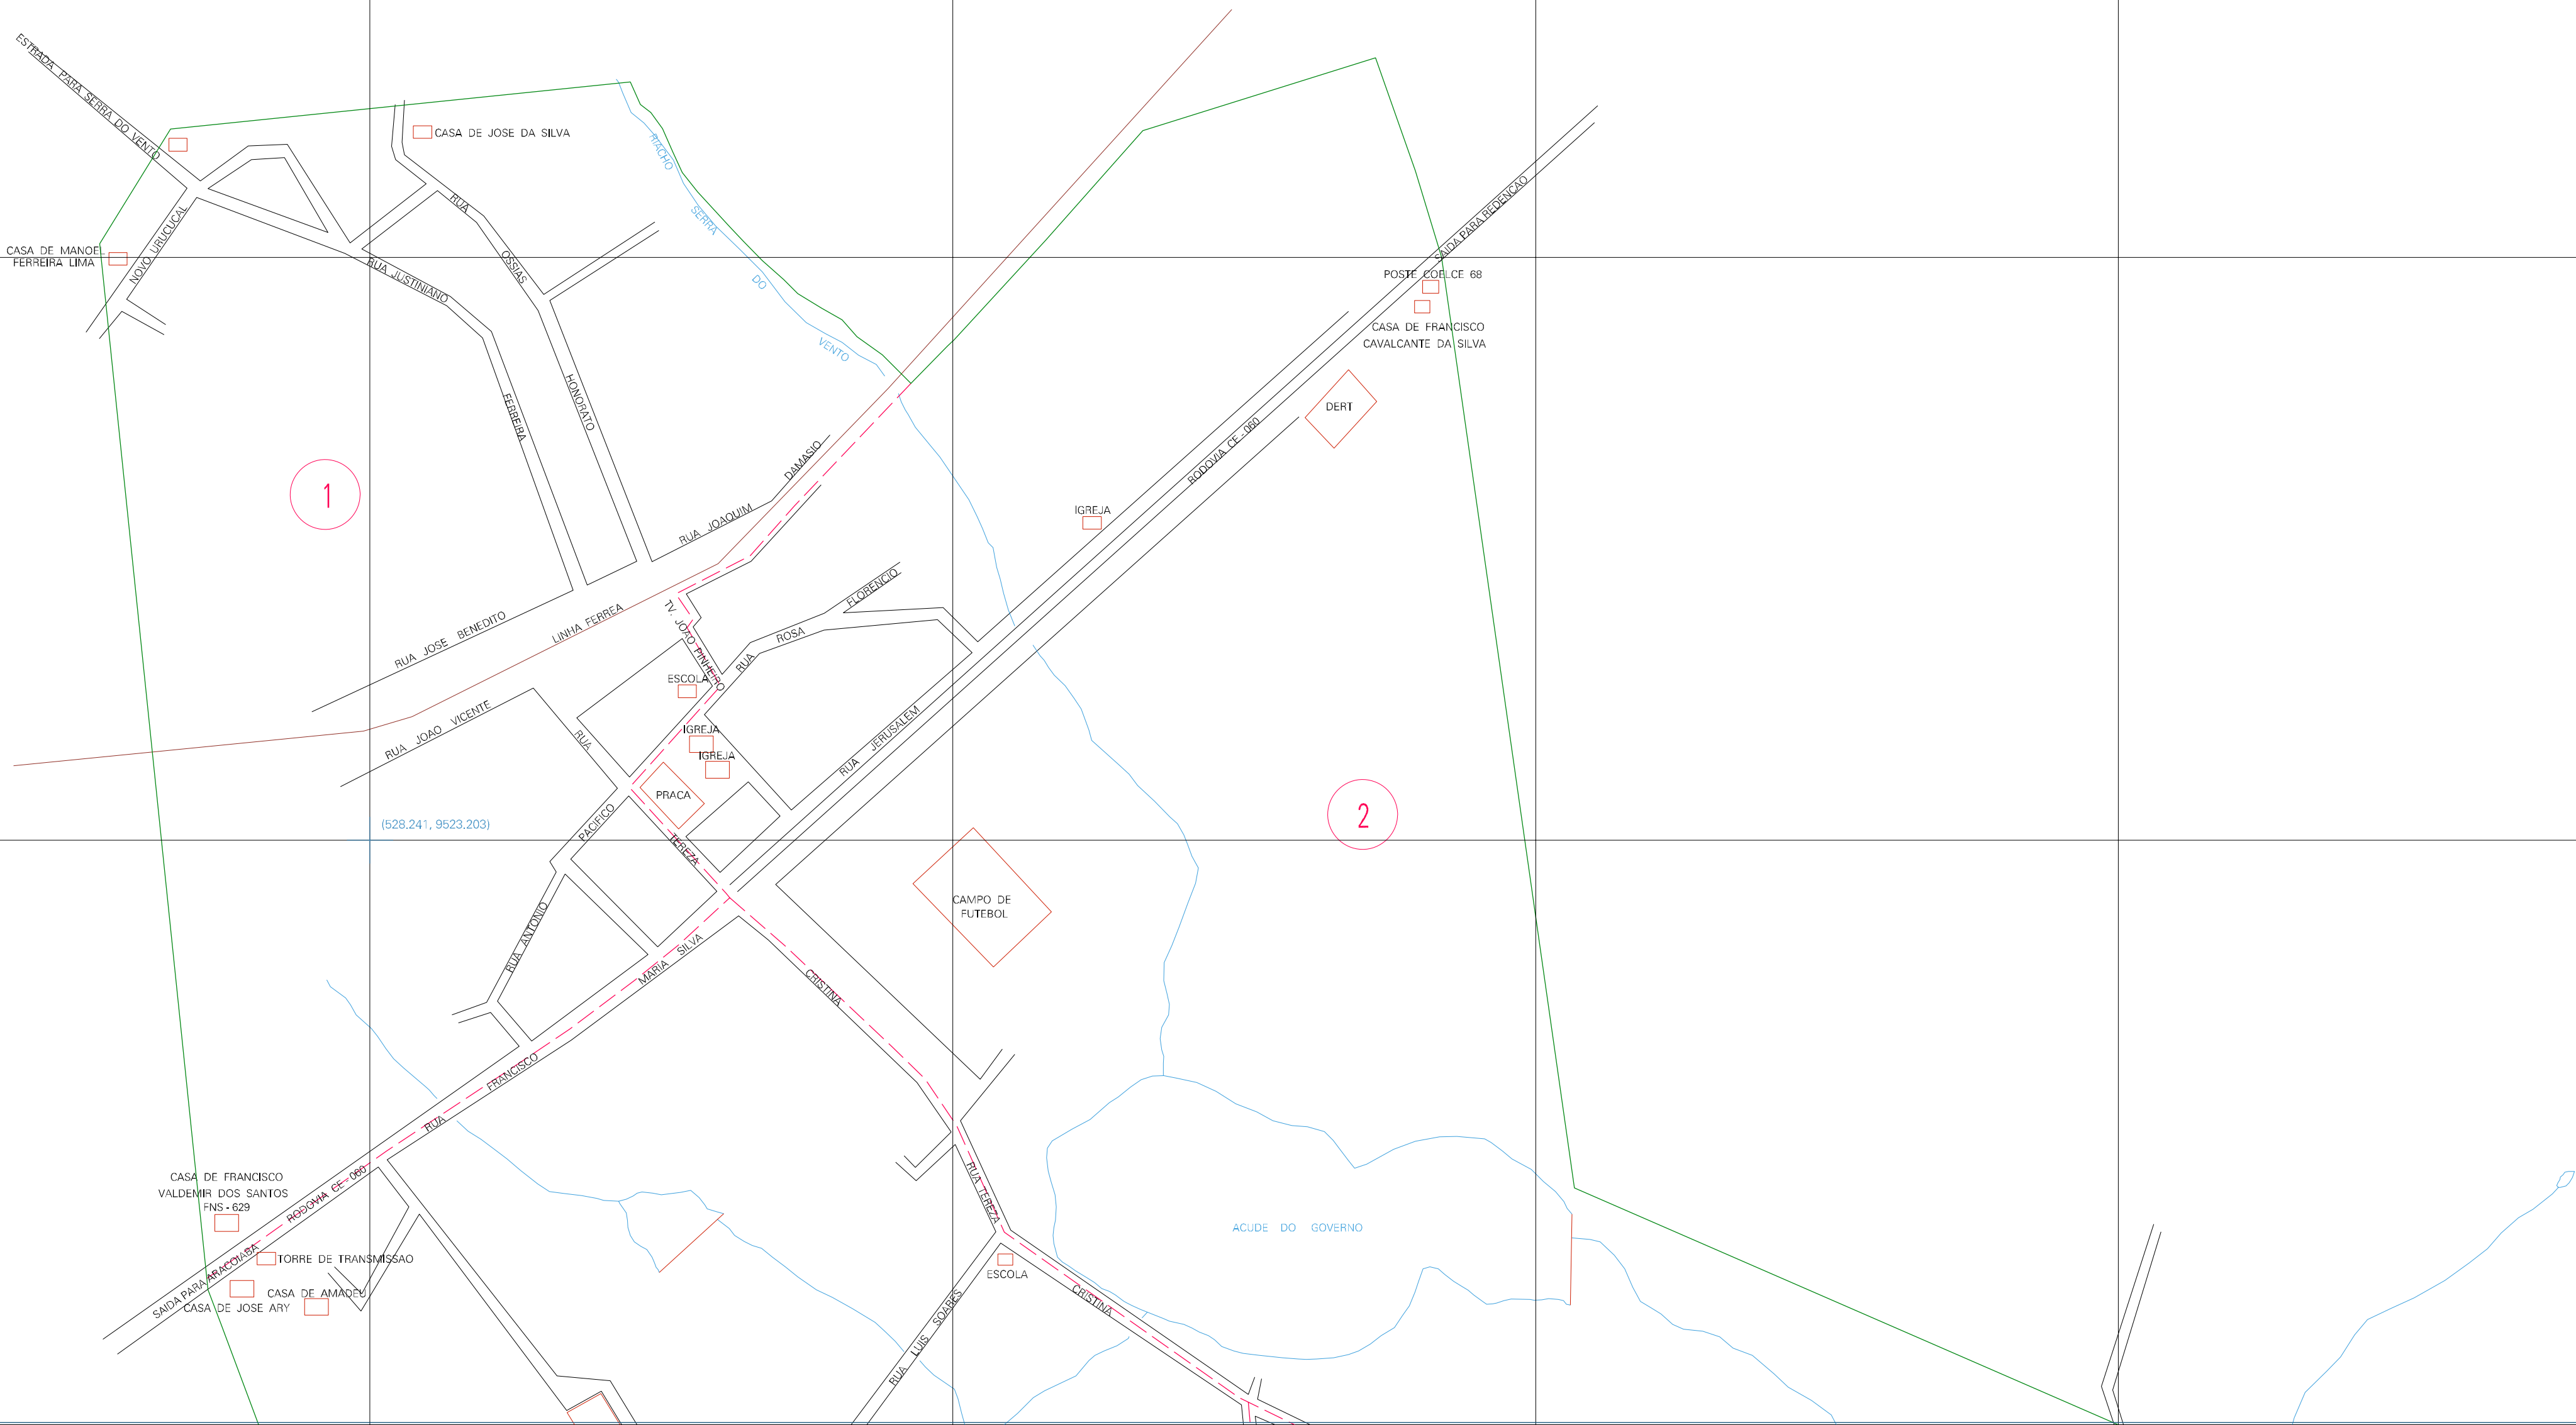 ESTRADA PARA SERRA DO VENTO
CASA DE JOSE DA SILVA
RIACHO SERRA DO VENTO
CASA DE MANOEL
FERREIRA LIMA
NOVO URUCUCAL
RUA JUSTINIANO FERREIRA
RUA OSSIAS HONORATO
SAIDA PARA REDENCAO
POSTE COELCE 68
CASA DE FRANCISCO
CAVALCANTE DA SILVA
DERT
RODOVIA CE - 060
1
RUA JOAQUIM DAMASIO
IGREJA
RUA JOSE BENEDITO
LINHA FERREA
TV. JOAO PINHEIRO
RUA ROSA FLORENCIO
ESCOLA
RUA JOAO VICENTE
RUA TEREZA CRISTINA
IGREJA
IGREJA
PRACA
RUA JERUSALEM
2
(528.241, 9523.203)
RUA ANTONIO PACIFICO
CAMPO DE
FUTEBOL
RUA FRANCISCO MARIA SILVA
CASA DE FRANCISCO
VALDEMIR DOS SANTOS
FNS - 629
RODOVIA CE - 060
SAIDA PARA ARACOIABA
TORRE DE TRANSMISSAO
CASA DE AMADEU
CASA DE JOSE ARY
RUA TEREZA CRISTINA
ESCOLA
RUA LUIS SOARES
ACUDE DO GOVERNO